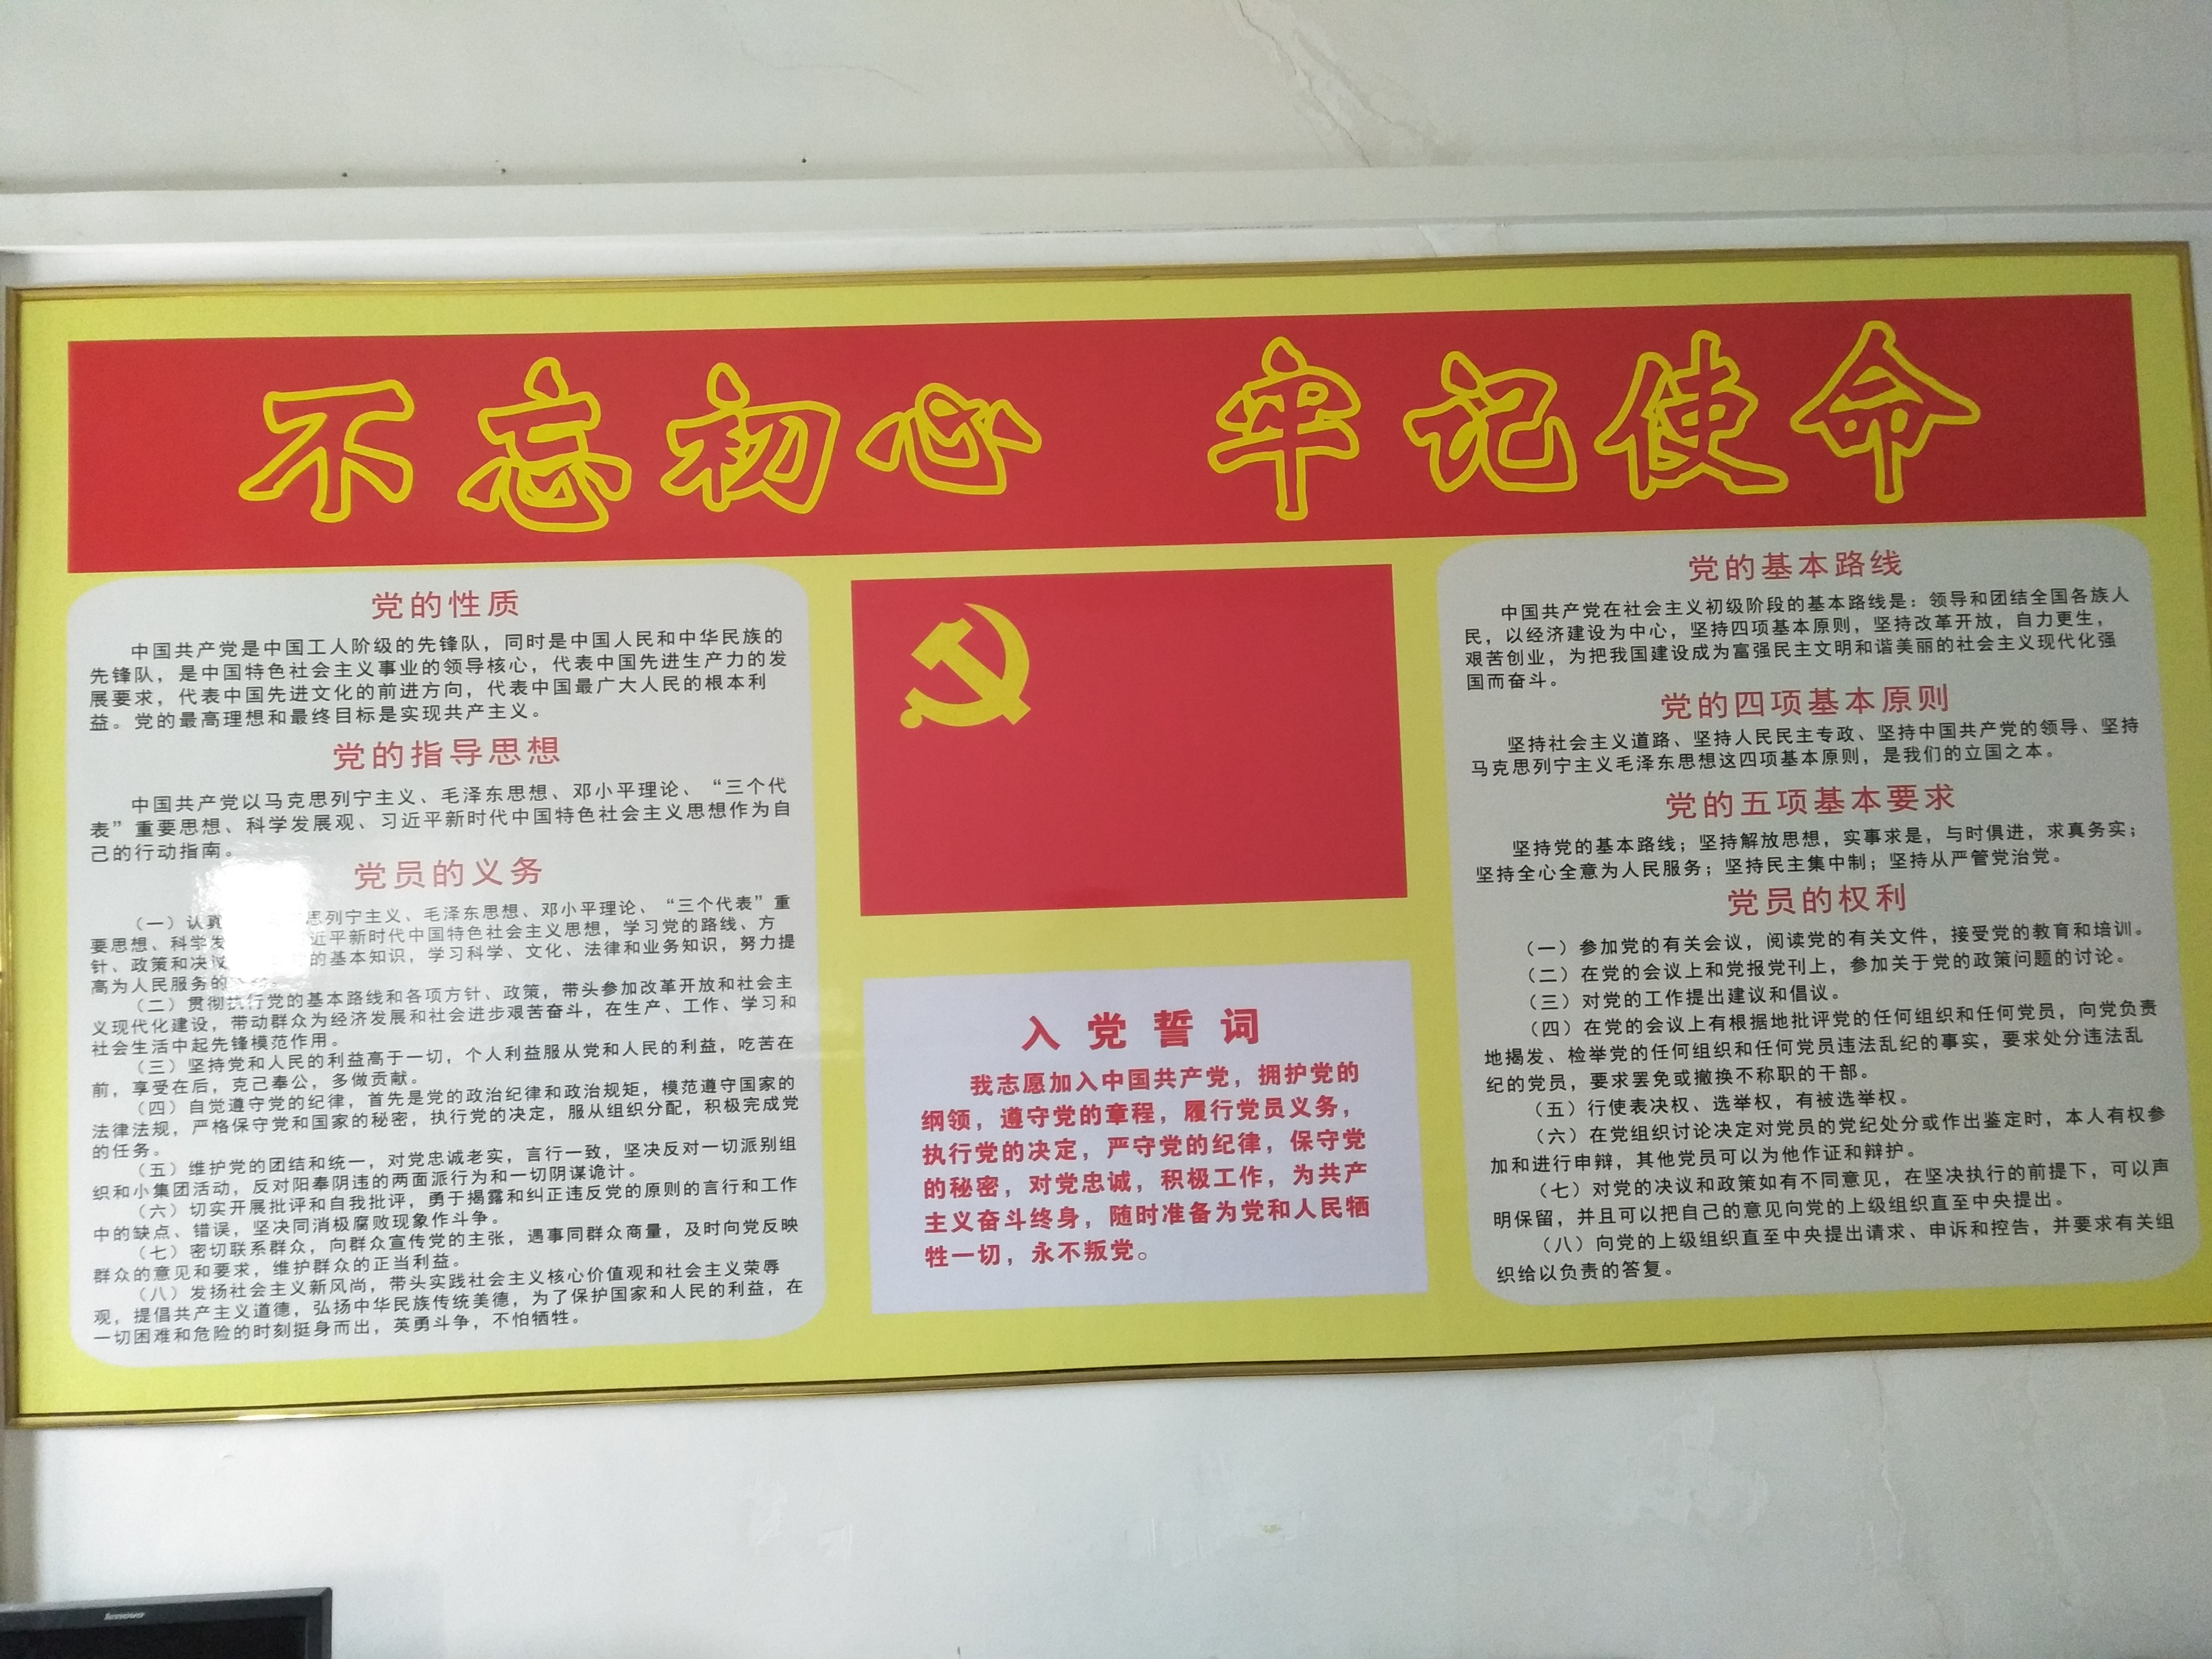 不忘初心 牢记使命
党的性质
中国共产党是中国工人阶级的先锋队，同时是中国人民和中华民族的
先锋队，是中国特色社会主义事业的领导核心，代表中国先进生产力的发
展要求，代表中国先进文化的前进方向，代表中国最广大人民的根本利
益。党的最高理想和最终目标是实现共产主义。
党的指导思想
中国共产党以马克思列宁主义、毛泽东思想、邓小平理论、“三个代
表”重要思想、科学发展观、习近平新时代中国特色社会主义思想作为自
己的行动指南。
党员的义务
（一）认真 思列宁主义、毛泽东思想、邓小平理论、“三个代表”重
要思想、科学发 近平新时代中国特色社会主义思想，学习党的路线、方
针、政策和决议 的基本知识，学习科学、文化、法律和业务知识，努力提
高为人民服务的
（二）贯彻执行党的基本路线和各项方针、政策，带头参加改革开放和社会主
义现代化建设，带动群众为经济发展和社会进步艰苦奋斗，在生产、工作、学习和
社会生活中起先锋模范作用。
（三）坚持党和人民的利益高于一切，个人利益服从党和人民的利益，吃苦在
前，享受在后，克己奉公，多做贡献。
（四）自觉遵守党的纪律，首先是党的政治纪律和政治规矩，模范遵守国家的
法律法规，严格保守党和国家的秘密，执行党的决定，服从组织分配，积极完成党
的任务。
（五）维护党的团结和统一，对党忠诚老实，言行一致，坚决反对一切派别组
织和小集团活动，反对阳奉阴违的两面派行为和一切阴谋诡计。
（六）切实开展批评和自我批评，勇于揭露和纠正违反党的原则的言行和工作
中的缺点、错误，坚决同消极腐败现象作斗争。
（七）密切联系群众，向群众宣传党的主张，遇事同群众商量，及时向党反映
群众的意见和要求，维护群众的正当利益。
（八）发扬社会主义新风尚，带头实践社会主义核心价值观和社会主义荣辱
观，提倡共产主义道德，弘扬中华民族传统美德，为了保护国家和人民的利益，在
一切困难和危险的时刻挺身而出，英勇斗争，不怕牺牲。
入党誓词
我志愿加入中国共产党，拥护党的
纲领，遵守党的章程，履行党员义务，
执行党的决定，严守党的纪律，保守党
的秘密，对党忠诚，积极工作，为共产
主义奋斗终身，随时准备为党和人民牺
牲一切，永不叛党。
党的基本路线
中国共产党在社会主义初级阶段的基本路线是：领导和团结全国各族人
民，以经济建设为中心，坚持四项基本原则，坚持改革开放，自力更生，
艰苦创业，为把我国建设成为富强民主文明和谐美丽的社会主义现代化强
国而奋斗。
党的四项基本原则
坚持社会主义道路、坚持人民民主专政、坚持中国共产党的领导、坚持
马克思列宁主义毛泽东思想这四项基本原则，是我们的立国之本。
党的五项基本要求
坚持党的基本路线；坚持解放思想，实事求是，与时俱进，求真务实；
坚持全心全意为人民服务；坚持民主集中制；坚持从严管党治党。
党员的权利
（一）参加党的有关会议，阅读党的有关文件，接受党的教育和培训。
（二）在党的会议上和党报党刊上，参加关于党的政策问题的讨论。
（三）对党的工作提出建议和倡议。
（四）在党的会议上有根据地批评党的任何组织和任何党员，向党负责
地揭发、检举党的任何组织和任何党员违法乱纪的事实，要求处分违法乱
纪的党员，要求罢免或撤换不称职的干部。
（五）行使表决权、选举权，有被选举权。
（六）在党组织讨论决定对党员的党纪处分或作出鉴定时，本人有权参
加和进行申辩，其他党员可以为他作证和辩护。
（七）对党的决议和政策如有不同意见，在坚决执行的前提下，可以声
明保留，并且可以把自己的意见向党的上级组织直至中央提出。
（八）向党的上级组织直至中央提出请求、申诉和控告，并要求有关组
织给以负责的答复。
lenovo